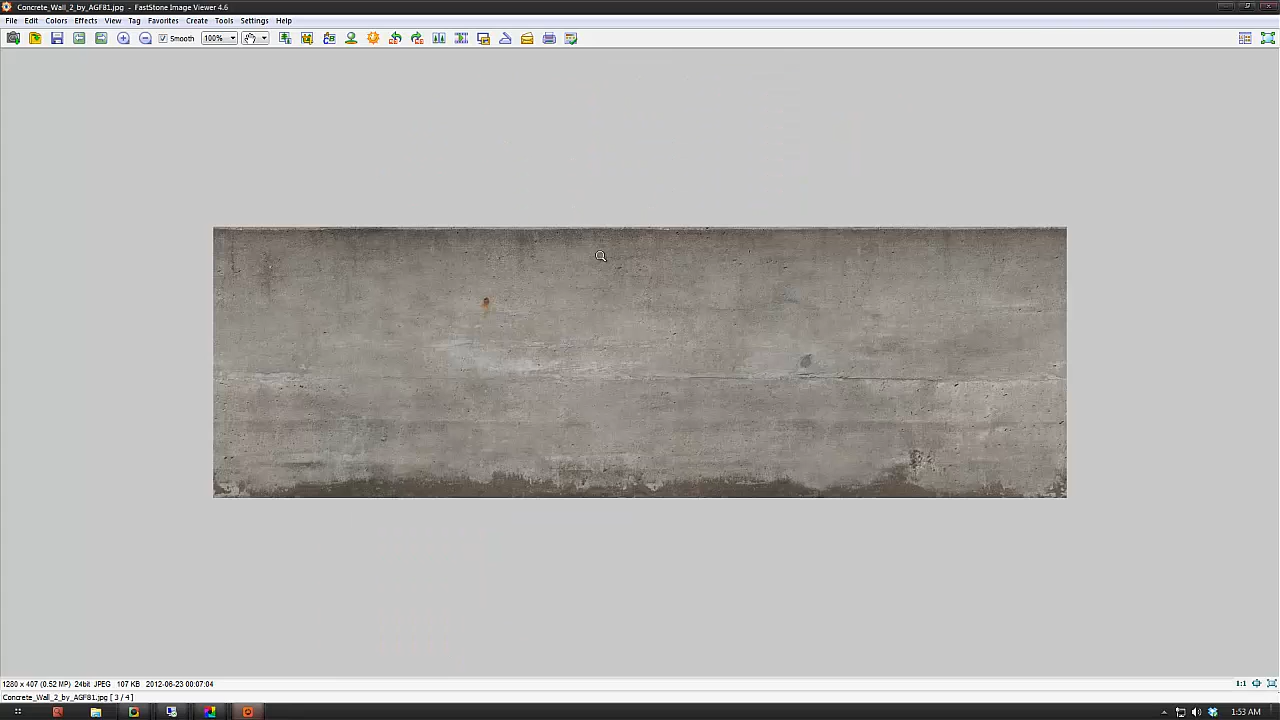 Concrete_Wall_2_by_AGF81.jpg - FastStone Image Viewer 4.6
File Edit Colors Effects View Tag Favorites Create Tools Settings Help
Smooth 100%
1280 x 407 (0.52 MP) 24bit JPEG 107 KB 2012-06-23 00:07:04 1:1
Concrete_Wall_2_by_AGF81.jpg [ 3 / 4 ]
1:53 AM